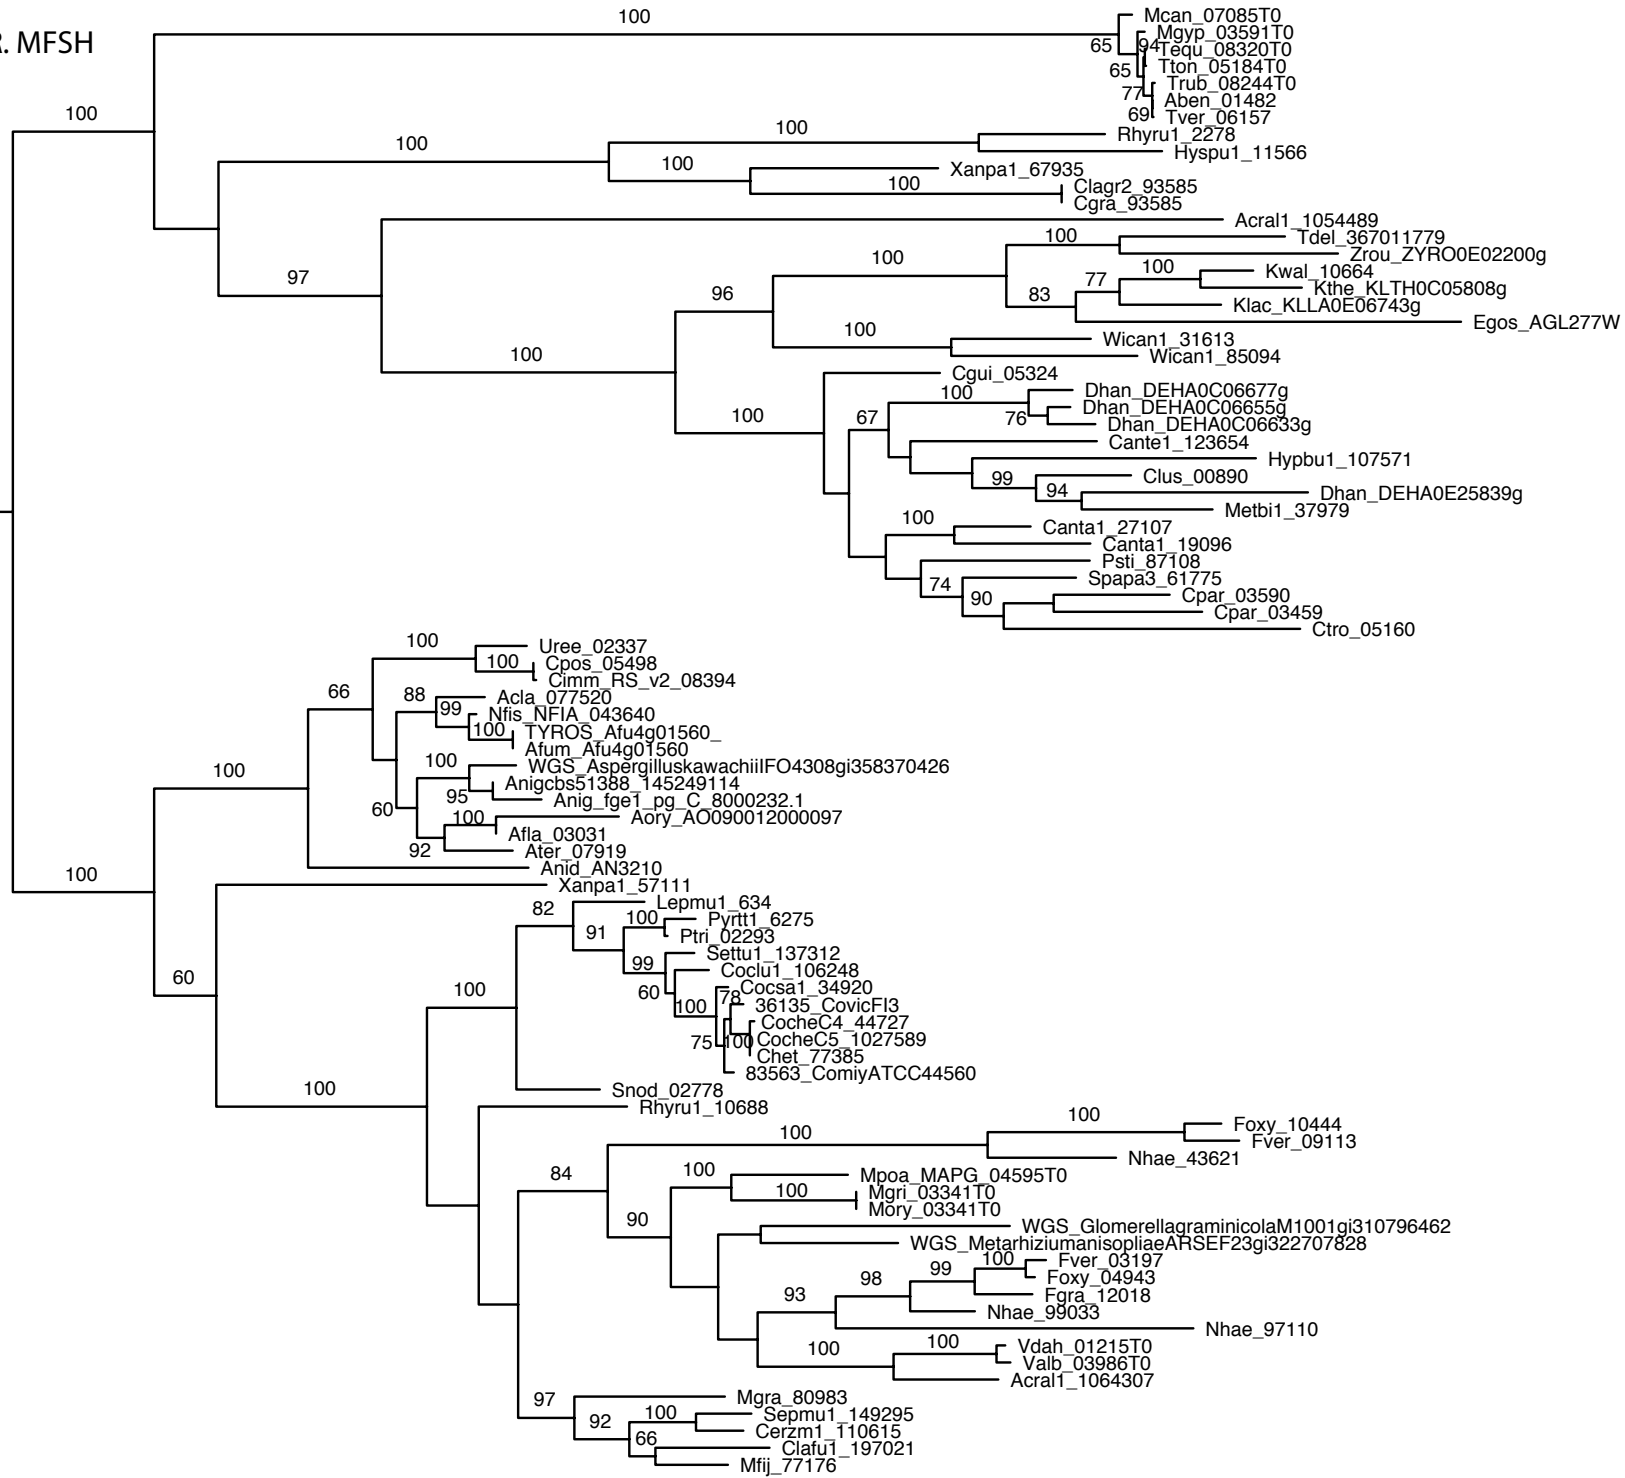 100
Mcan_07085T0
R. MFSH
Mgyp_03591T0
65
94
Tequ_08320T0
Tton_05184T0
65
Trub_08244T0
77
Aben_01482
100
69
Tver_06157
100
Rhyru1_2278
100
Hyspu1_11566
100
Xanpa1_67935
100
Clagr2_93585
Cgra_93585
Acral1_1054489
100
Tdel_367011779
Zrou_ZYRO0E02200g
100
100
Kwal_10664
97
77
Kthe_KLTH0C05808g
96
83
Klac_KLLA0E06743g
Egos_AGL277W
100
Wican1_31613
100
Wican1_85094
Cgui_05324
100
Dhan_DEHA0C06677g
Dhan_DEHA0C06655g
100
67
76
Dhan_DEHA0C06633g
Cante1_123654
Hypbu1_107571
99
Clus_00890
94
Dhan_DEHA0E25839g
Metbi1_37979
100
Canta1_27107
Canta1_19096
Psti_87108
74
Spapa3_61775
90
Cpar_03590
Cpar_03459
Ctro_05160
100
Uree_02337
100
Cpos_05498
Cimm_RS_v2_08394
66
88
Acla_077520
99
Nfis_NFIA_043640
100
TYROS_Afu4g01560_
Afum_Afu4g01560
100
100
WGS_AspergilluskawachiiIFO4308gi358370426
Anigcbs51388_145249114
95
Anig_fge1_pg_C_8000232.1
60
100
Aory_AO090012000097
Afla_03031
92
Ater_07919
Anid_AN3210
100
Xanpa1_57111
82
Lepmu1_634
100
Pyrtt1_6275
91
Ptri_02293
Settu1_137312
99
Coclu1_106248
60
100
Cocsa1_34920
60
100
78
36135_CovicFI3
CocheC4_44727
75
100
CocheC5_1027589
Chet_77385
83563_ComiyATCC44560
100
Snod_02778
Rhyru1_10688
100
Foxy_10444
100
Fver_09113
Nhae_43621
84
100
Mpoa_MAPG_04595T0
100
Mgri_03341T0
Mory_03341T0
90
WGS_GlomerellagraminicolaM1001gi310796462
WGS_MetarhiziumanisopliaeARSEF23gi322707828
100
Fver_03197
99
Foxy_04943
98
Fgra_12018
93
Nhae_99033
Nhae_97110
100
100
Vdah_01215T0
Valb_03986T0
Acral1_1064307
97
Mgra_80983
100
Sepmu1_149295
92
Cerzm1_110615
66
Clafu1_197021
Mfij_77176